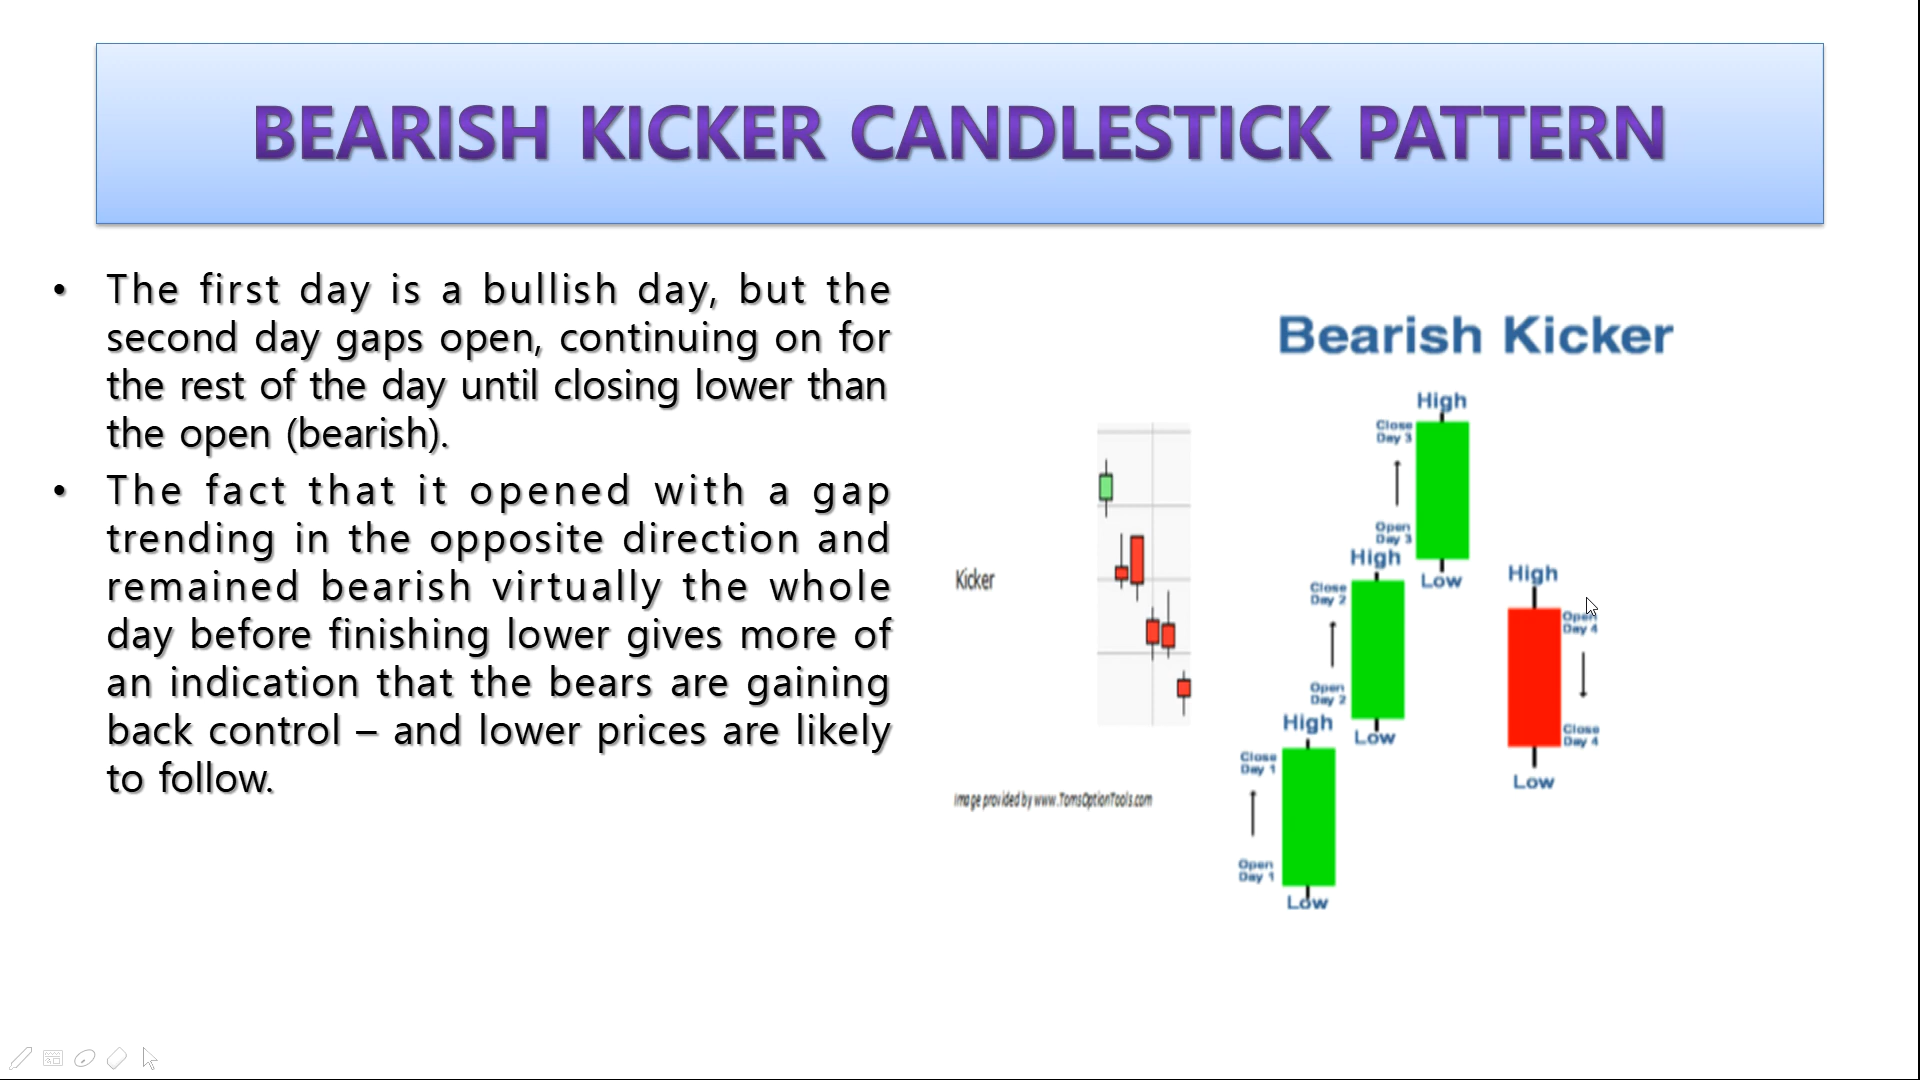 BEARISH KICKER CANDLESTICK PATTERN
• The first day is a bullish day, but the
second day gaps open, continuing on for
the rest of the day until closing lower than
the open (bearish).
• The fact that it opened with a gap
trending in the opposite direction and
remained bearish virtually the whole
day before finishing lower gives more of
an indication that the bears are gaining
back control – and lower prices are likely
to follow.
Kicker
Image provided by www.TomsOptionTools.com
Bearish Kicker
High
Close
Day 3
Open
Day 3
Low
High
Close
Day 2
Open
Day 2
Low
High
Close
Day 1
Open
Day 1
Low
High
Open
Day 4
Close
Day 4
Low